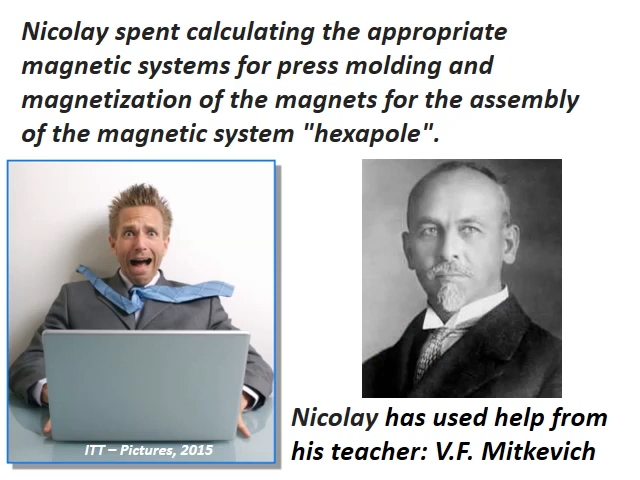 Nicolay spent calculating the appropriate
magnetic systems for press molding and
magnetization of the magnets for the assembly
of the magnetic system "hexapole".
ITT – Pictures, 2015
Nicolay has used help from
his teacher: V.F. Mitkevich